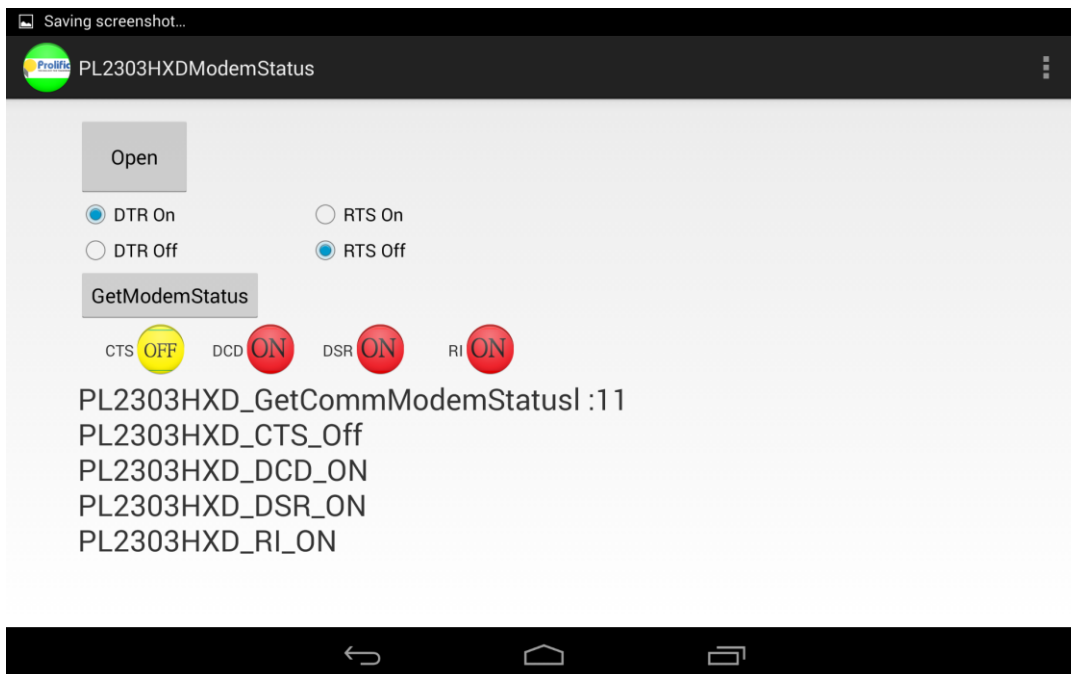 Saving screenshot...
Prolific PL2303HXDModemStatus
Open
DTR On RTS On
DTR Off RTS Off
GetModemStatus
CTS OFF DCD ON DSR ON RI ON
PL2303HXD_GetCommModemStatusl :11
PL2303HXD_CTS_Off
PL2303HXD_DCD_ON
PL2303HXD_DSR_ON
PL2303HXD_RI_ON